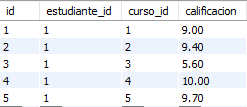 id estudiante_id curso_id calificacion
1 1 1 9.00
2 1 2 9.40
3 1 3 5.60
4 1 4 10.00
5 1 5 9.70